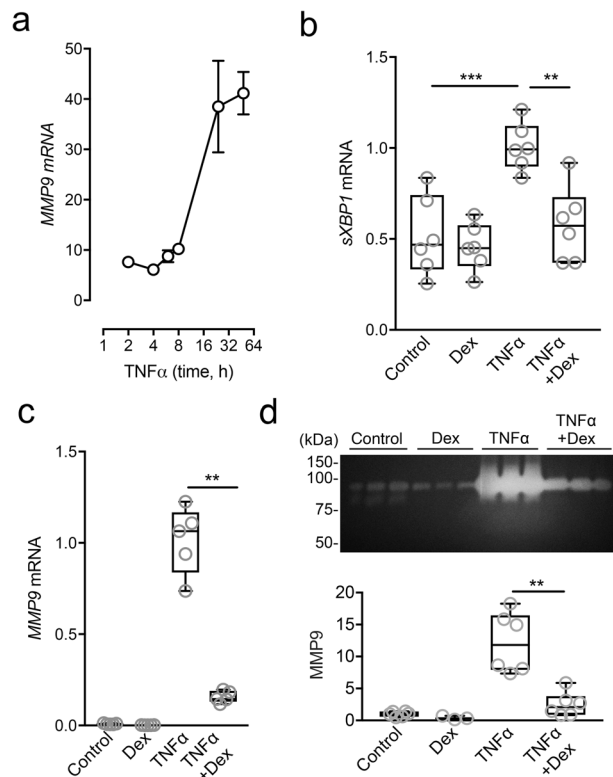 a
MMP9 mRNA
50
40
30
20
10
0
1 2 4 8 16 32 64
TNFα (time, h)
b
sXBP1 mRNA
1.5
1.0
0.5
0.0
***
**
Control
Dex
TNFα
TNFα
+Dex
c
MMP9 mRNA
1.5
1.0
0.5
0.0
**
Control
Dex
TNFα
TNFα
+Dex
d
(kDa) Control Dex TNFα TNFα
+Dex
150-
100-
75-
50-
MMP9
20
15
10
5
0
**
Control
Dex
TNFα
TNFα
+Dex